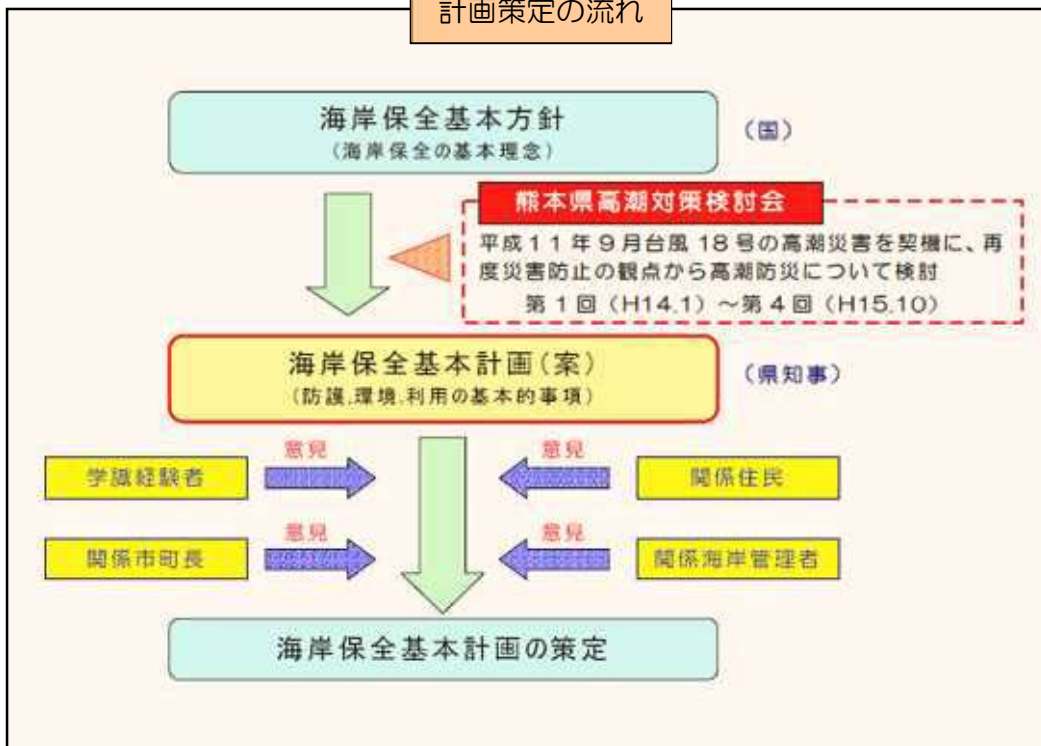 計画策定の流れ
海岸保全基本方針
(海岸保全の基本理念)
(国)
熊本県高潮対策検討会
平成11年9月台風18号の高潮災害を契機に、再
度災害防止の観点から高潮防災について検討
第1回(H14.1)～第4回(H15.10)
海岸保全基本計画(案)
(防護,環境,利用の基本的事項)
(県知事)
学識経験者
意見
意見
関係住民
関係市町長
意見
意見
関係海岸管理者
海岸保全基本計画の策定